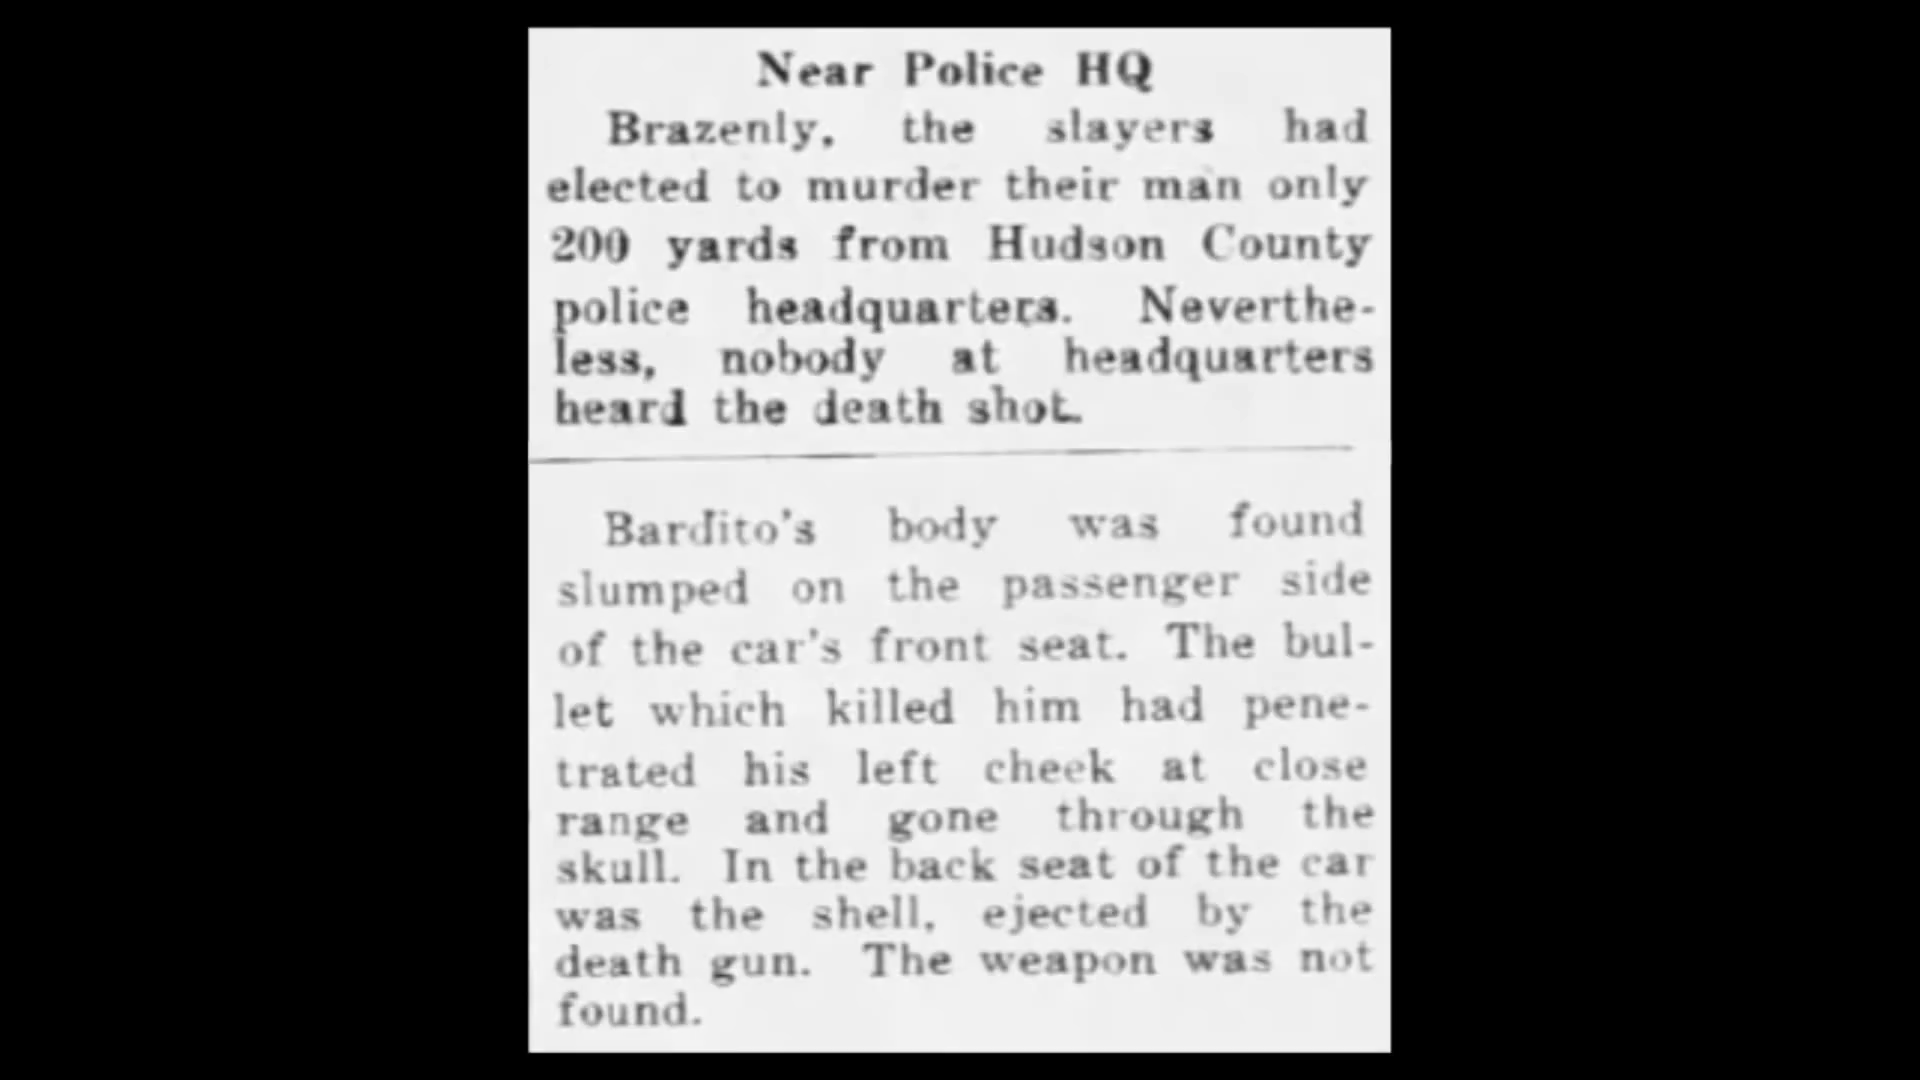 Near Police HQ
Brazenly, the slayers had
elected to murder their man only
200 yards from Hudson County
police headquarters. Neverthe-
less, nobody at headquarters
heard the death shot.
Bardito's body was found
slumped on the passenger side
of the car's front seat. The bul-
let which killed him had pene-
trated his left cheek at close
range and gone through the
skull. In the back seat of the car
was the shell, ejected by the
death gun. The weapon was not
found.